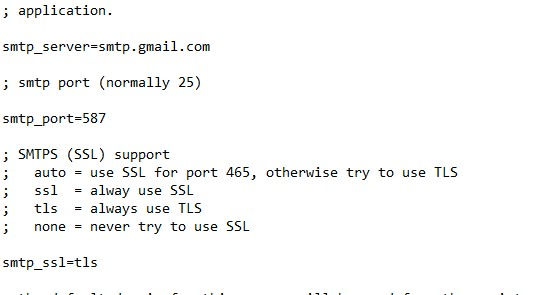 ; application.
smtp_server=smtp.gmail.com
; smtp port (normally 25)
smtp_port=587
; SMTPS (SSL) support
;   auto = use SSL for port 465, otherwise try to use TLS
;   ssl  = alway use SSL
;   tls  = always use TLS
;   none = never try to use SSL
smtp_ssl=tls